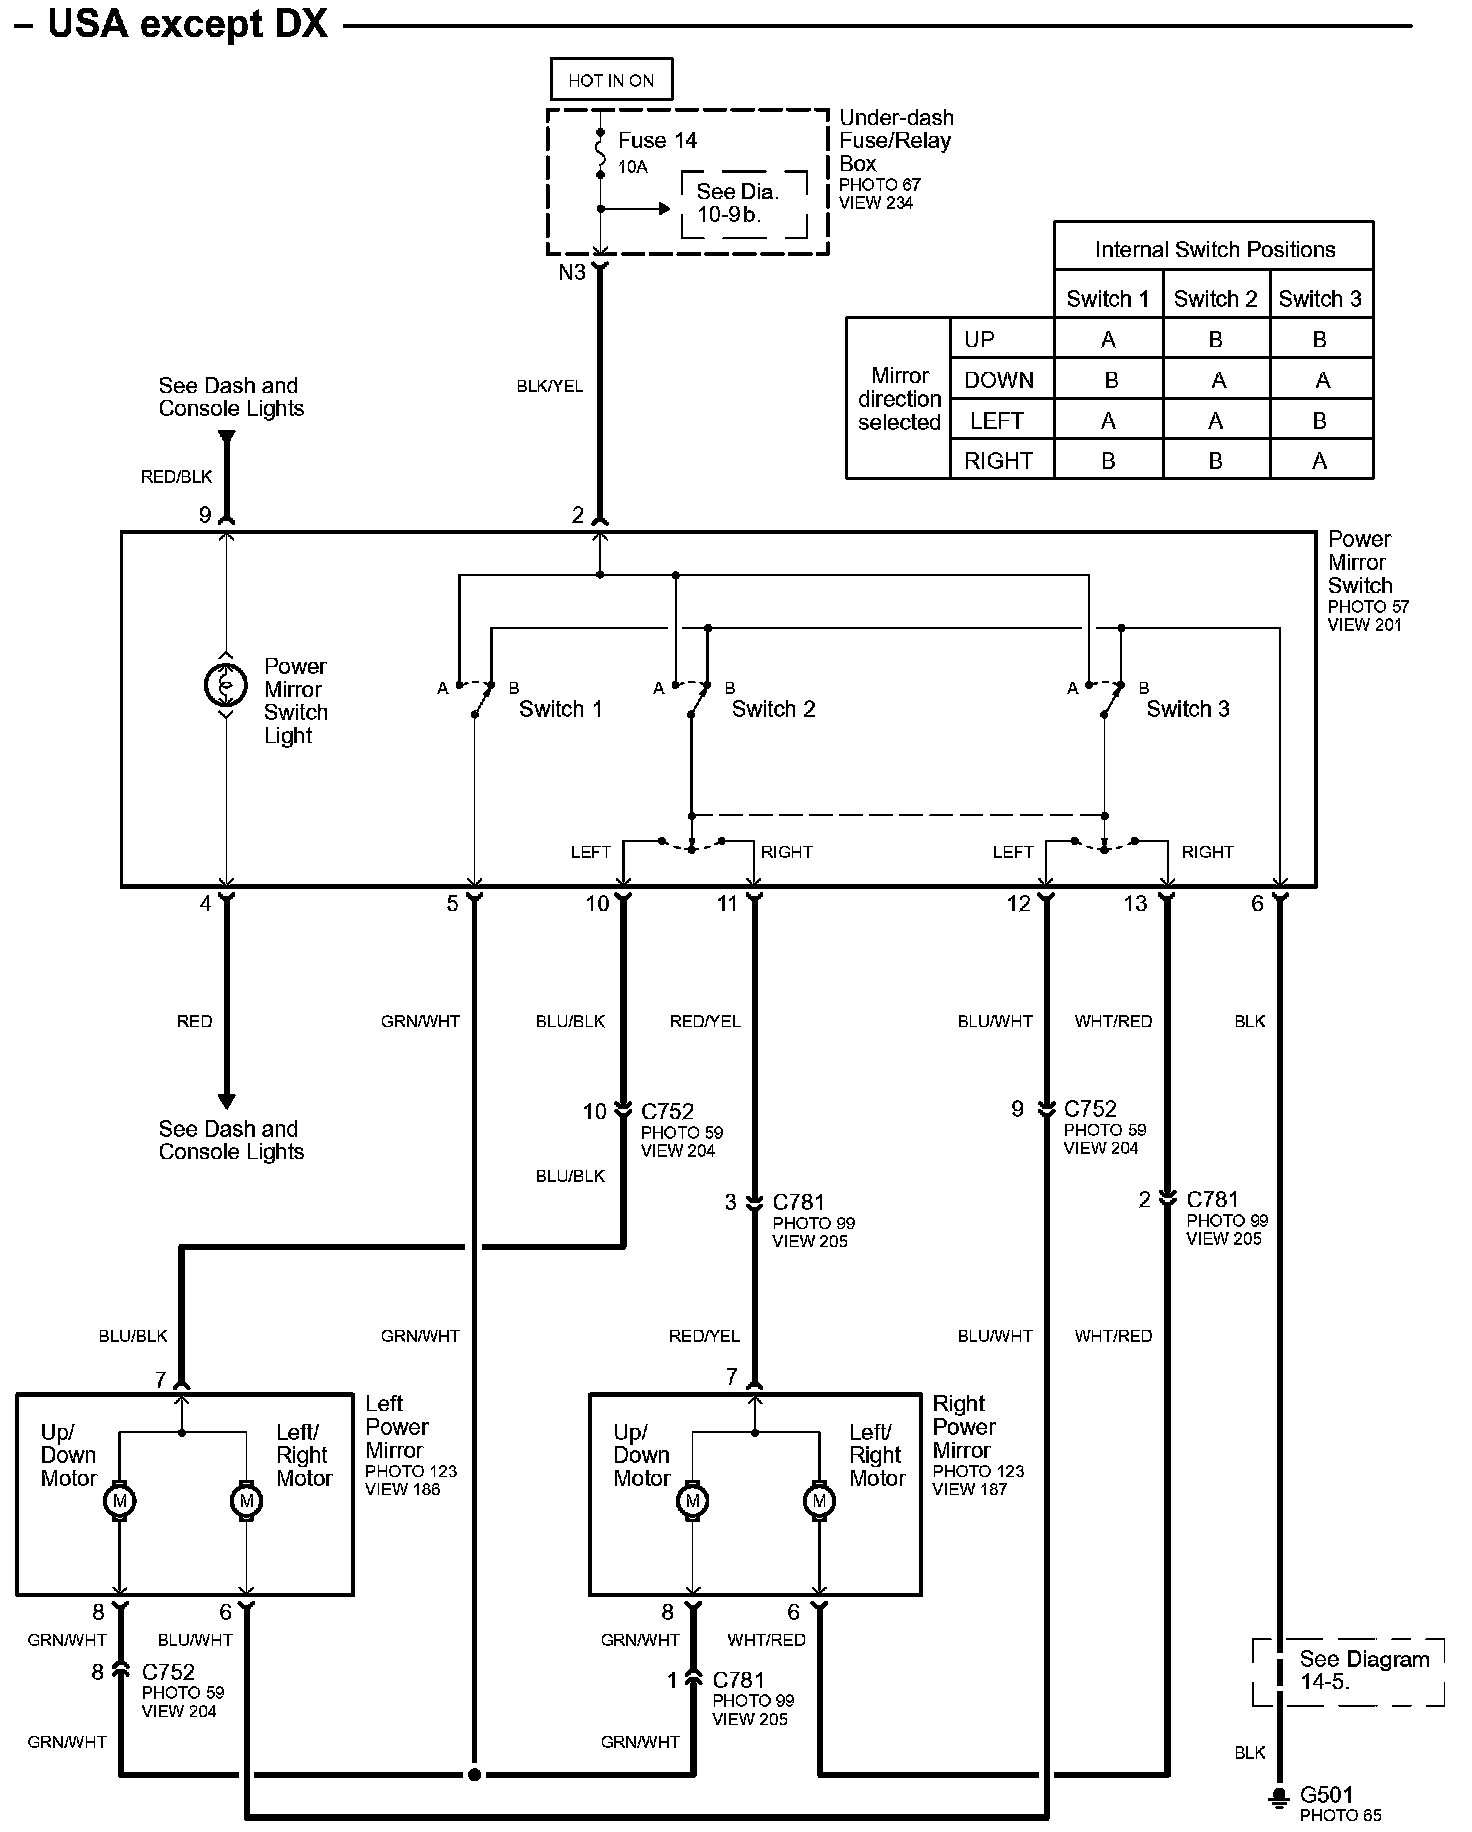 USA except DX
HOT IN ON
Fuse 14
10A
See Dia.
10-9b.
Under-dash
Fuse/Relay
Box
PHOTO 67
VIEW 234
N3
BLK/YEL
Internal Switch Positions
Switch 1 Switch 2 Switch 3
Mirror
direction
selected
UP A B B
DOWN B A A
LEFT A A B
RIGHT B B A
See Dash and
Console Lights
RED/BLK
9
2
Power
Mirror
Switch
PHOTO 57
VIEW 201
Power
Mirror
Switch
Light
A B
Switch 1
A B
Switch 2
A B
Switch 3
LEFT RIGHT
LEFT RIGHT
4 5 10 11 12 13 6
RED GRN/WHT BLU/BLK RED/YEL BLU/WHT WHT/RED BLK
See Dash and
Console Lights
10 C752
PHOTO 59
VIEW 204
BLU/BLK
9 C752
PHOTO 59
VIEW 204
3 C781
PHOTO 99
VIEW 205
2 C781
PHOTO 99
VIEW 205
BLU/BLK GRN/WHT RED/YEL BLU/WHT WHT/RED
7
Up/
Down
Motor
Left/
Right
Motor
M M
Left
Power
Mirror
PHOTO 123
VIEW 186
7
Up/
Down
Motor
Left/
Right
Motor
M M
Right
Power
Mirror
PHOTO 123
VIEW 187
8 6
GRN/WHT BLU/WHT
8 C752
PHOTO 59
VIEW 204
GRN/WHT
8 6
GRN/WHT WHT/RED
1 C781
PHOTO 99
VIEW 205
GRN/WHT
See Diagram
14-5.
BLK
G501
PHOTO 65